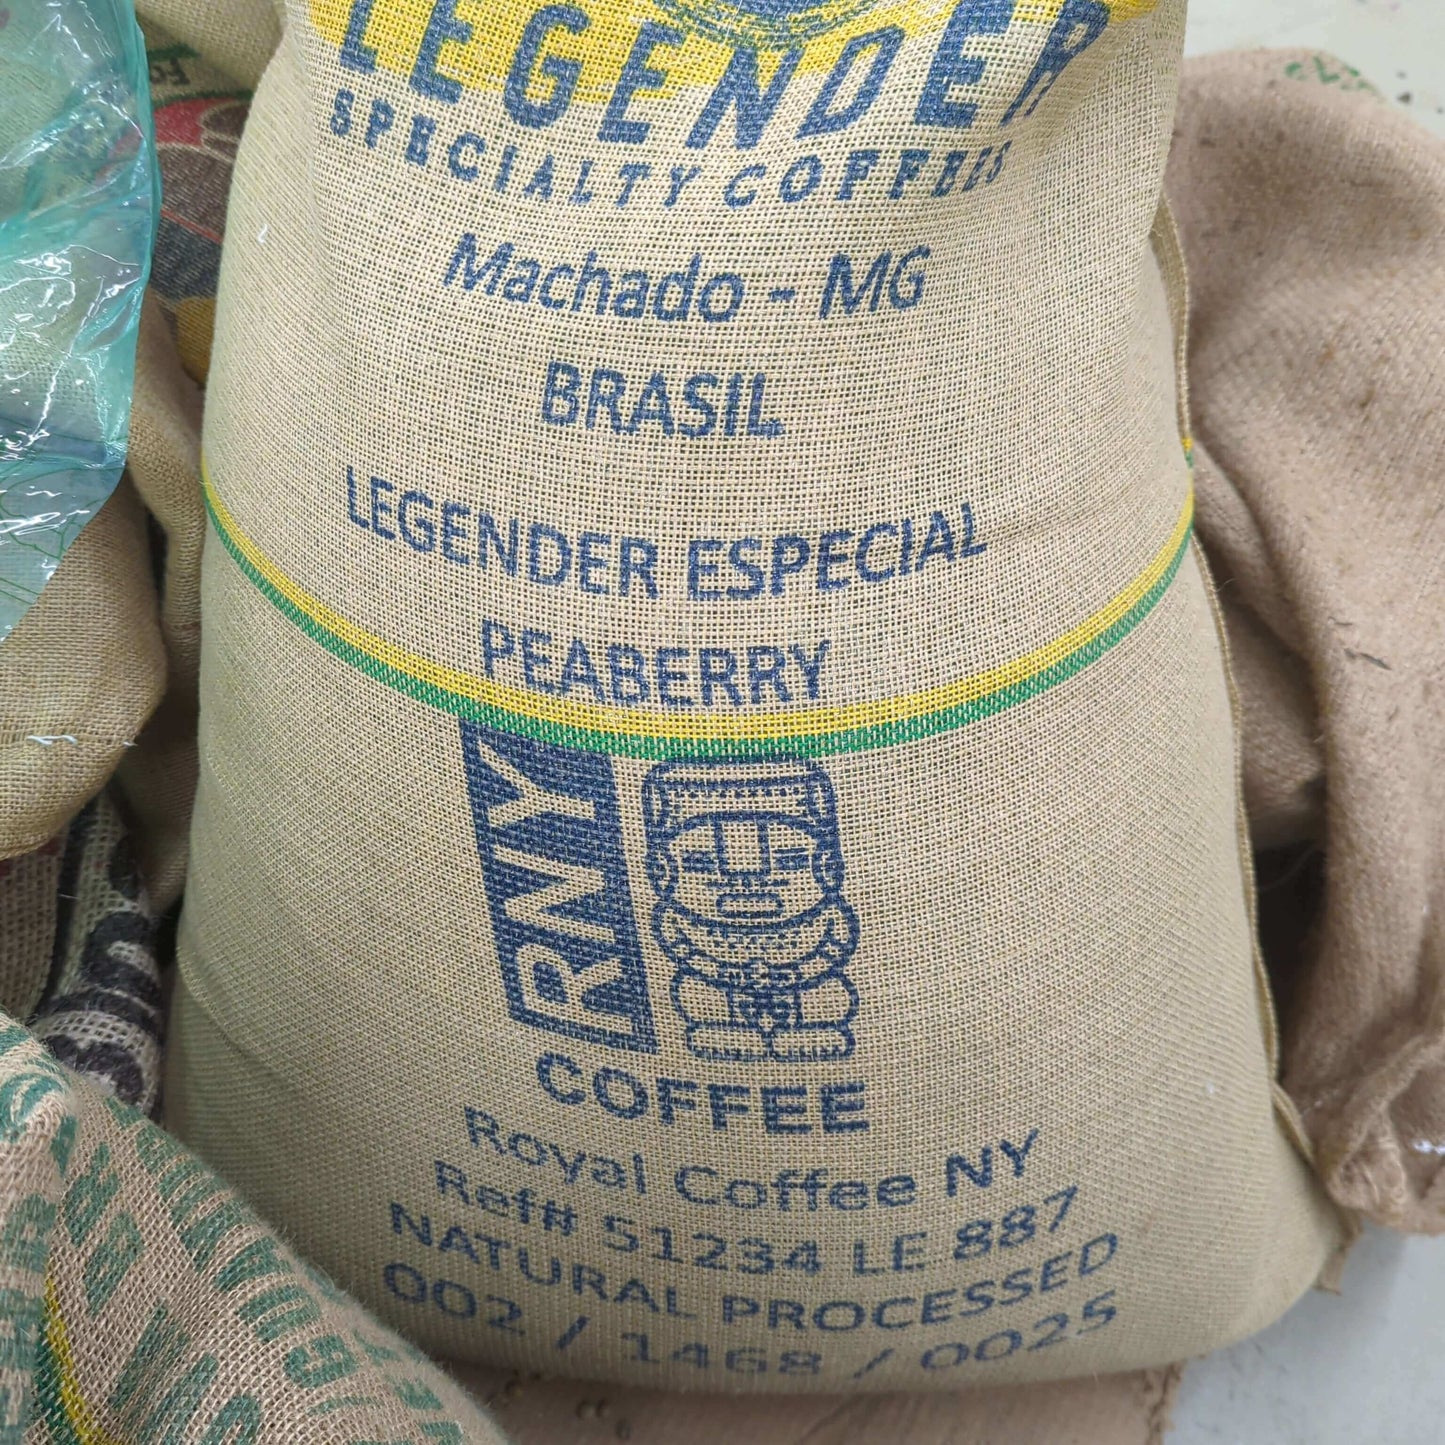 LEGENDER
SPECIALTY COFFEES
Machado - MG
BRASIL
LEGENDER ESPECIAL
PEABERRY
RNY
COFFEE
Royal Coffee NY
Ref# 51234 LE 887
NATURAL PROCESSED
002 / 1468 / 0025